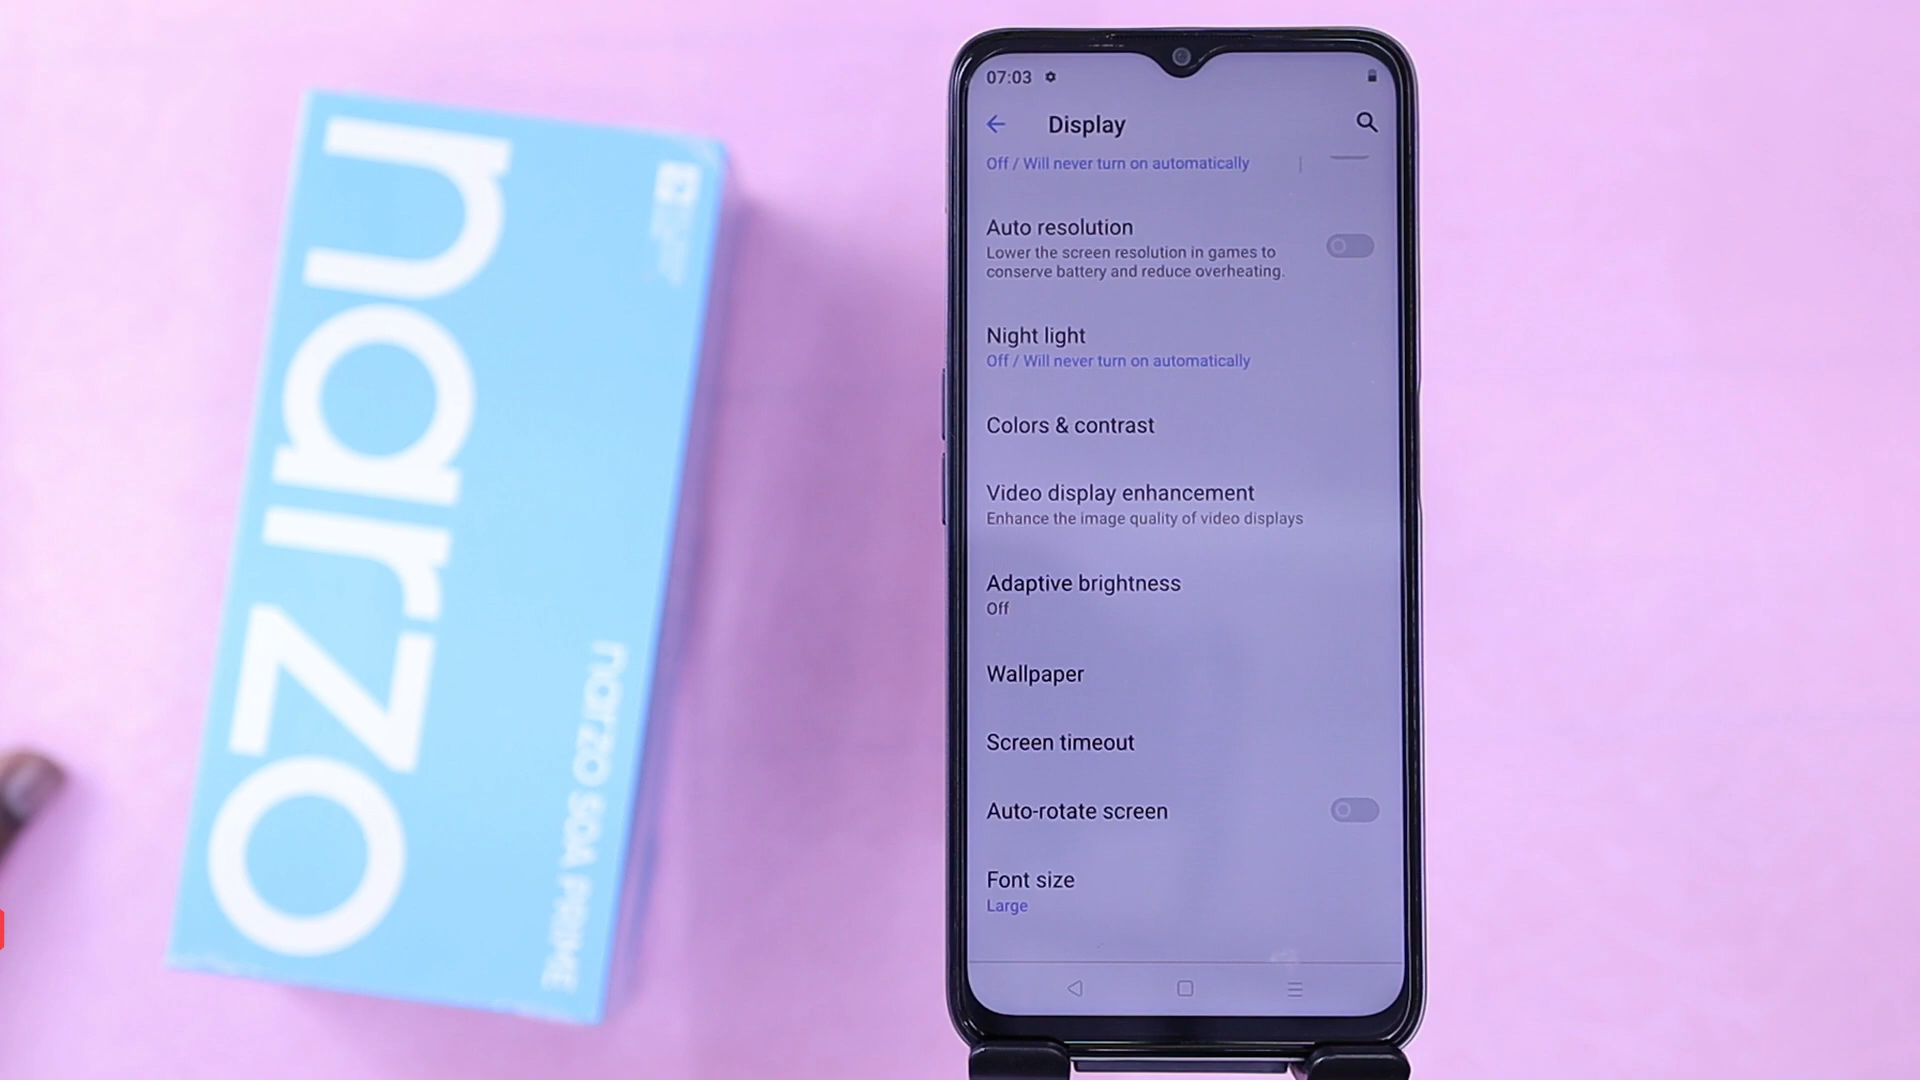 narzo
narzo 50A PRIME
07:03
Display
Off / Will never turn on automatically
Auto resolution
Lower the screen resolution in games to
conserve battery and reduce overheating.
Night light
Off / Will never turn on automatically
Colors & contrast
Video display enhancement
Enhance the image quality of video displays
Adaptive brightness
Off
Wallpaper
Screen timeout
Auto-rotate screen
Font size
Large